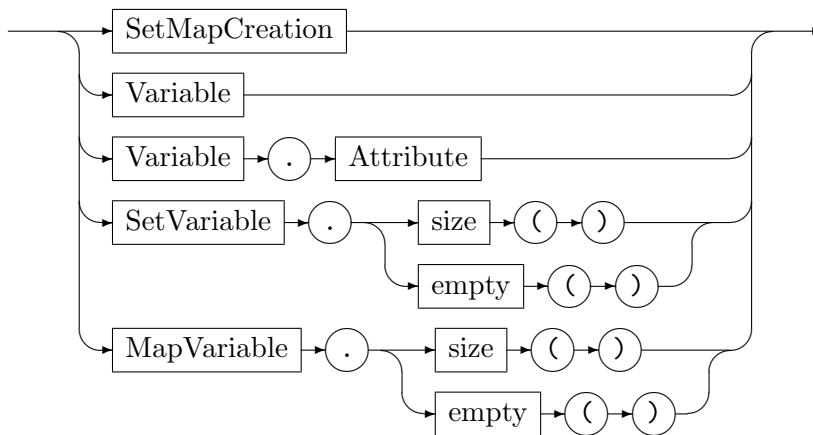 SetMapCreation
Variable
Variable . Attribute
SetVariable . size ( )
empty ( )
MapVariable . size ( )
empty ( )